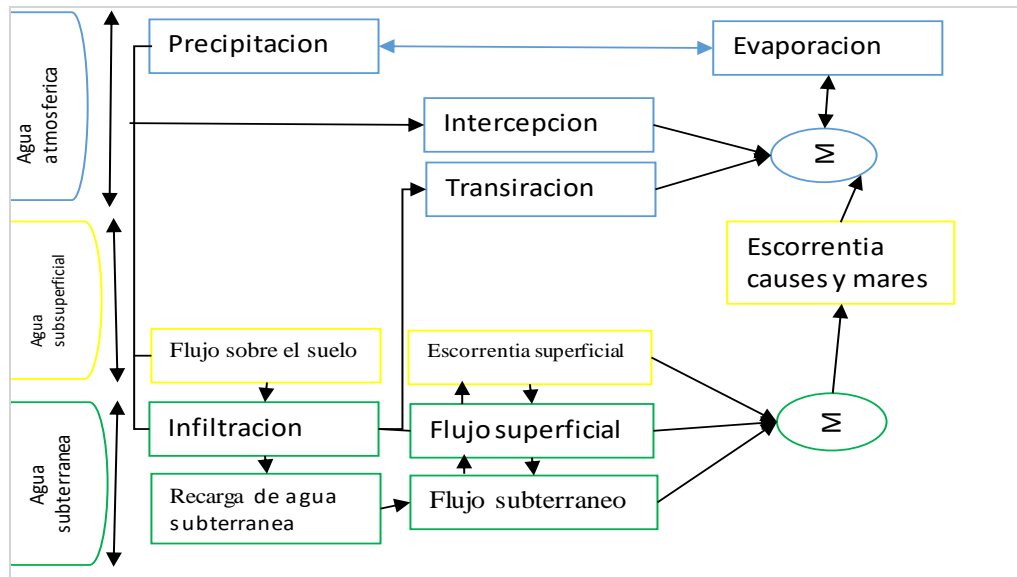 Agua
atmosferica
Precipitacion
Evaporacion
Intercepcion
M
Transiracion
Agua
subsuperficial
Escorrentia
causes y mares
Flujo sobre el suelo
Escorrentia superficial
Agua
subterranea
Infiltracion
Flujo superficial
M
Recarga de agua
subterranea
Flujo subterraneo